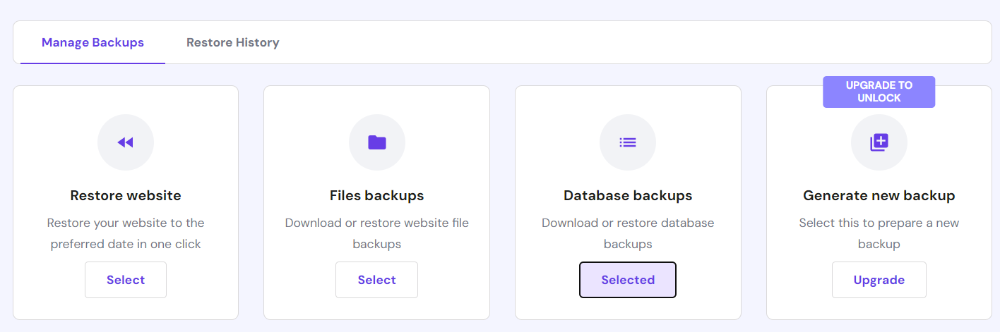 Manage Backups
Restore History
Restore website
Restore your website to the
preferred date in one click
Select
Files backups
Download or restore website file
backups
Select
Database backups
Download or restore database
backups
Selected
UPGRADE TO
UNLOCK
Generate new backup
Select this to prepare a new
backup
Upgrade